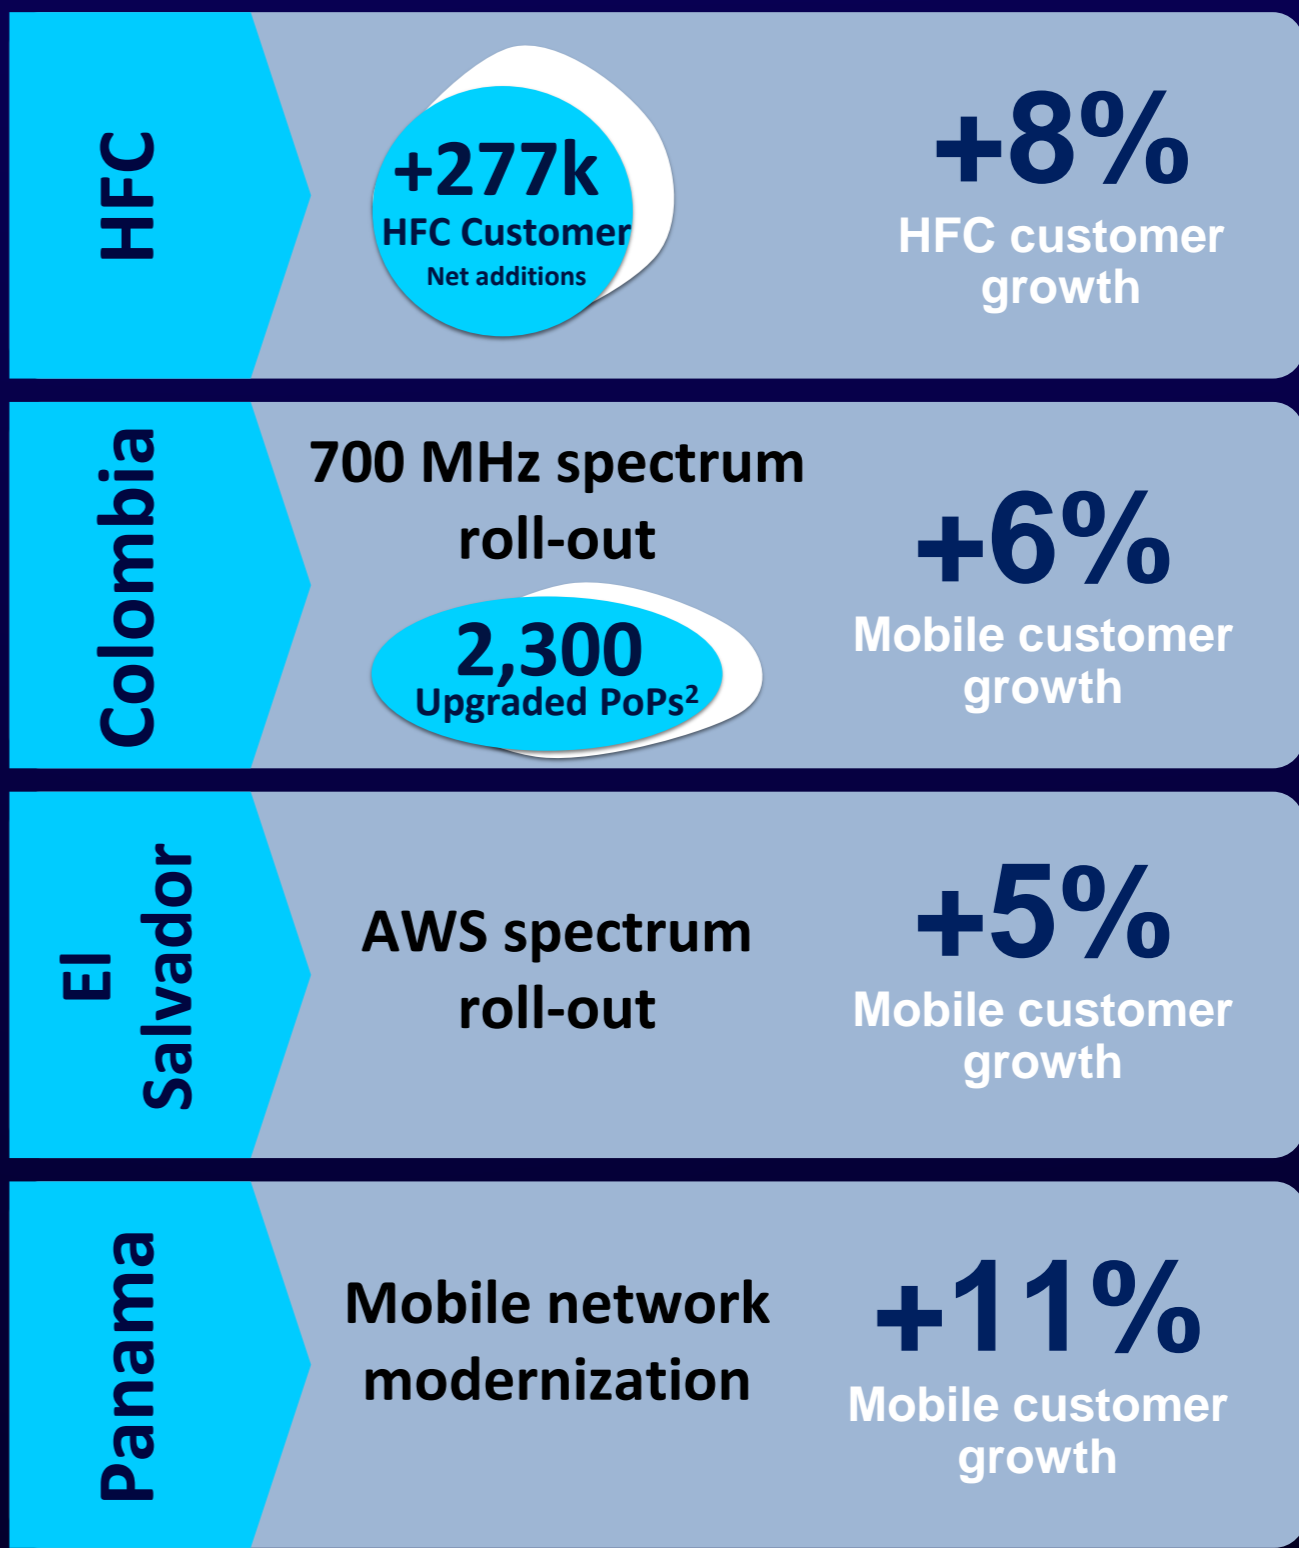 HFC
+277k
HFC Customer
Net additions
+8%
HFC customer
growth
Colombia
700 MHz spectrum
roll-out
2,300
Upgraded PoPs²
+6%
Mobile customer
growth
El
Salvador
AWS spectrum
roll-out
+5%
Mobile customer
growth
Panama
Mobile network
modernization
+11%
Mobile customer
growth